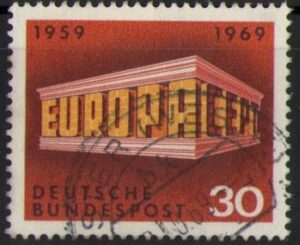 1959 1969
EUROPA CEPT
DEUTSCHE
BUNDESPOST 30